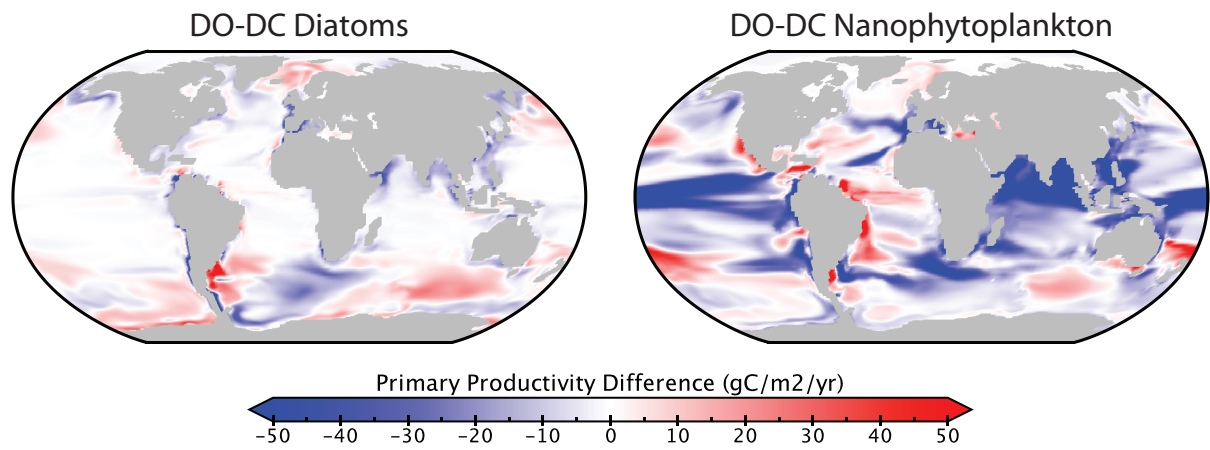 DO-DC Diatoms
DO-DC Nanophytoplankton
Primary Productivity Difference (gC/m2/yr)
−50 −40 −30 −20 −10 0 10 20 30 40 50